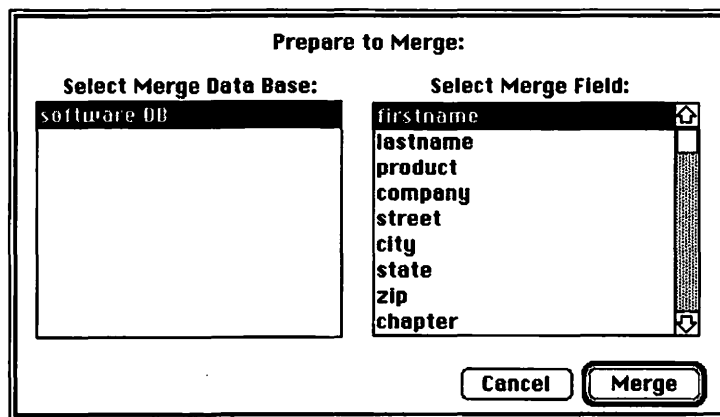 Prepare to Merge:
Select Merge Data Base:
software DB
Select Merge Field:
firstname
lastname
product
company
street
city
state
zip
chapter
Cancel
Merge